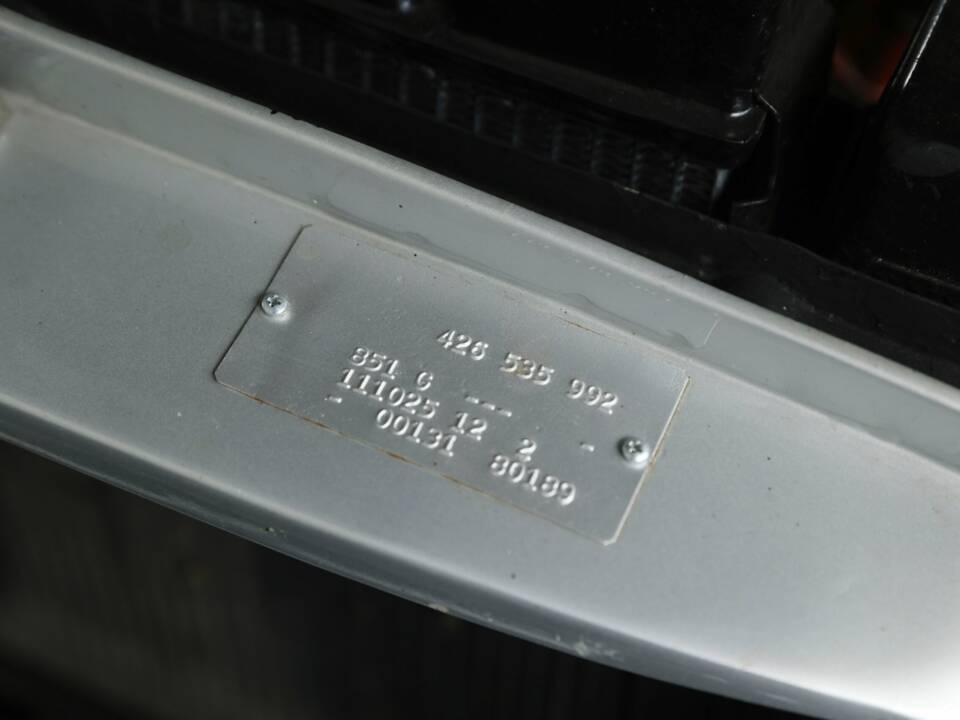 426 535 992
851 G ---
111025 12 2 -
- 00131 80189